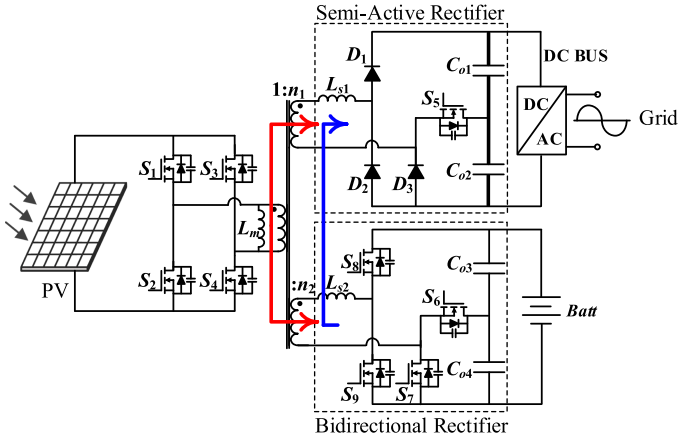 Semi-Active Rectifier
D1
Co1
DC BUS
1:n1
Ls1
S5
DC
AC
Grid
S1
S3
D2
D3
Co2
Lm
S8
Co3
PV
S2
S4
:n2
Ls2
S6
Batt
S9
S7
Co4
Bidirectional Rectifier